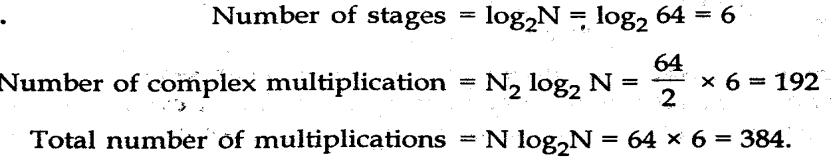 . Number of stages = log₂N = log₂ 64 = 6
Number of complex multiplication = N₂ log₂ N = 64/2 × 6 = 192
Total number of multiplications = N log₂N = 64 × 6 = 384.